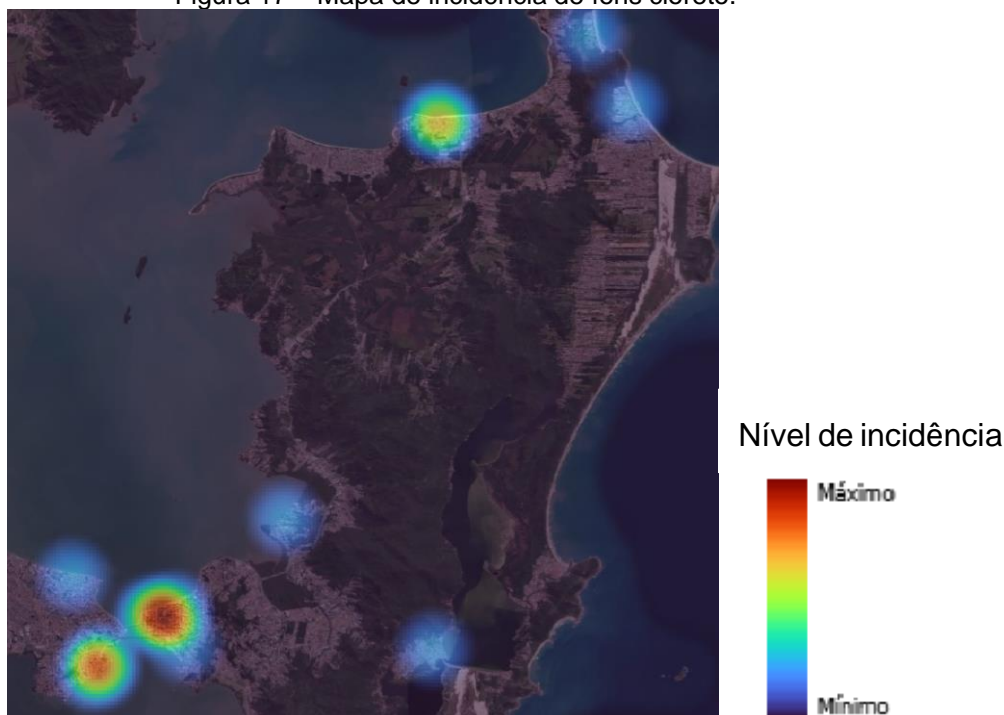 Figura 17 – Mapa de incidência de íons cloreto.
Nível de incidência
Máximo
Mínimo